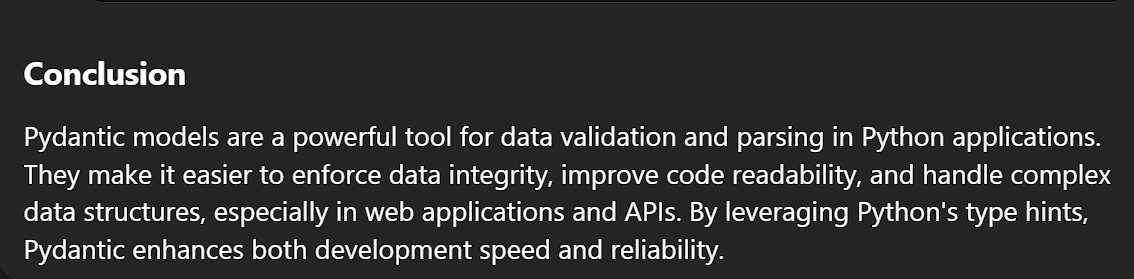 Conclusion
Pydantic models are a powerful tool for data validation and parsing in Python applications.
They make it easier to enforce data integrity, improve code readability, and handle complex
data structures, especially in web applications and APIs. By leveraging Python's type hints,
Pydantic enhances both development speed and reliability.